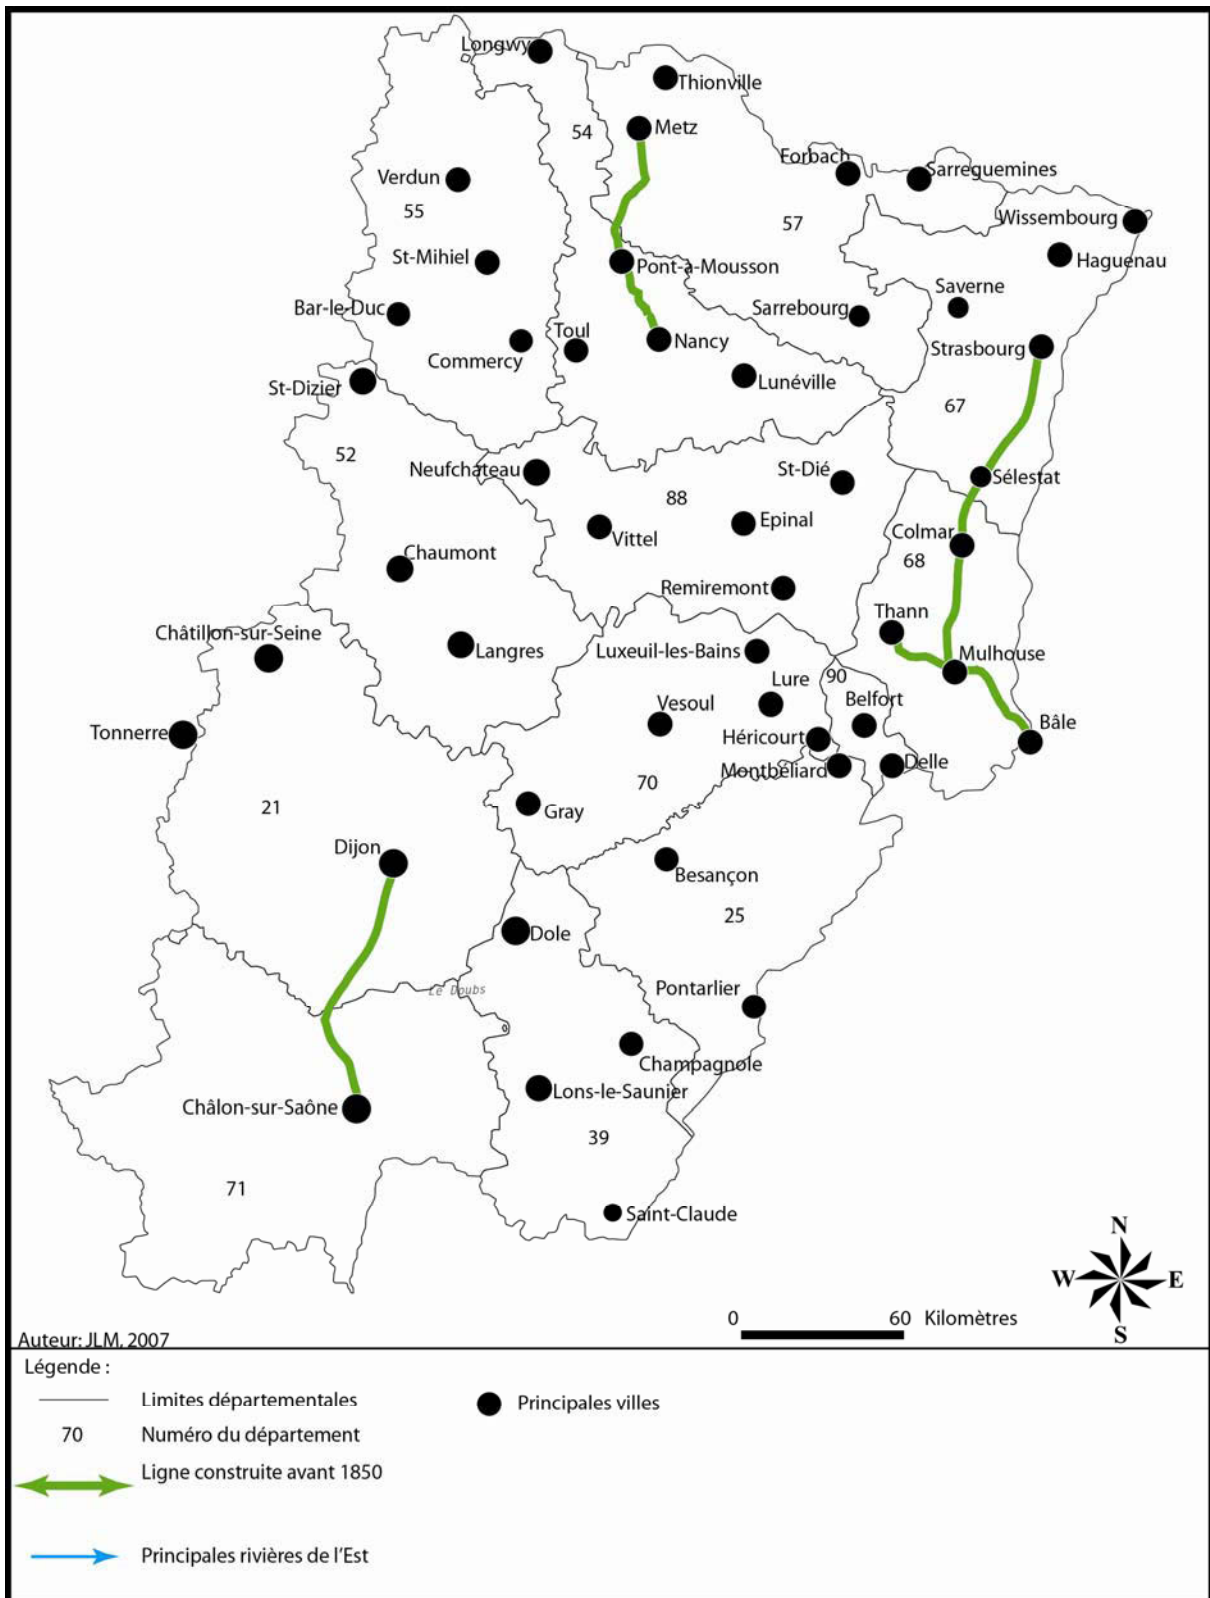 Longwy
Thionville
54
Metz
Forbach
Sarreguemines
Verdun
55
57
Wissembourg
St-Mihiel
Pont-à-Mousson
Haguenau
Saverne
Bar-le-Duc
Sarrebourg
Toul
Nancy
Strasbourg
Commercy
St-Dizier
Lunéville
67
52
Neufchateau
St-Dié
Sélestat
88
Epinal
Vittel
Colmar
68
Chaumont
Remiremont
Thann
Châtillon-sur-Seine
Langres
Luxeuil-les-Bains
Mulhouse
90
Lure
Vesoul
Belfort
Bâle
Tonnerre
Héricourt
Delle
Montbéliard
70
21
Gray
Dijon
Besançon
25
Dole
Pontarlier
Le Doubs
Champagnole
Lons-le-Saunier
Châlon-sur-Saône
39
71
Saint-Claude
N
W E
S
0 60 Kilomètres
Auteur: JLM, 2007
Légende :
Limites départementales
Principales villes
70 Numéro du département
Ligne construite avant 1850
Principales rivières de l'Est